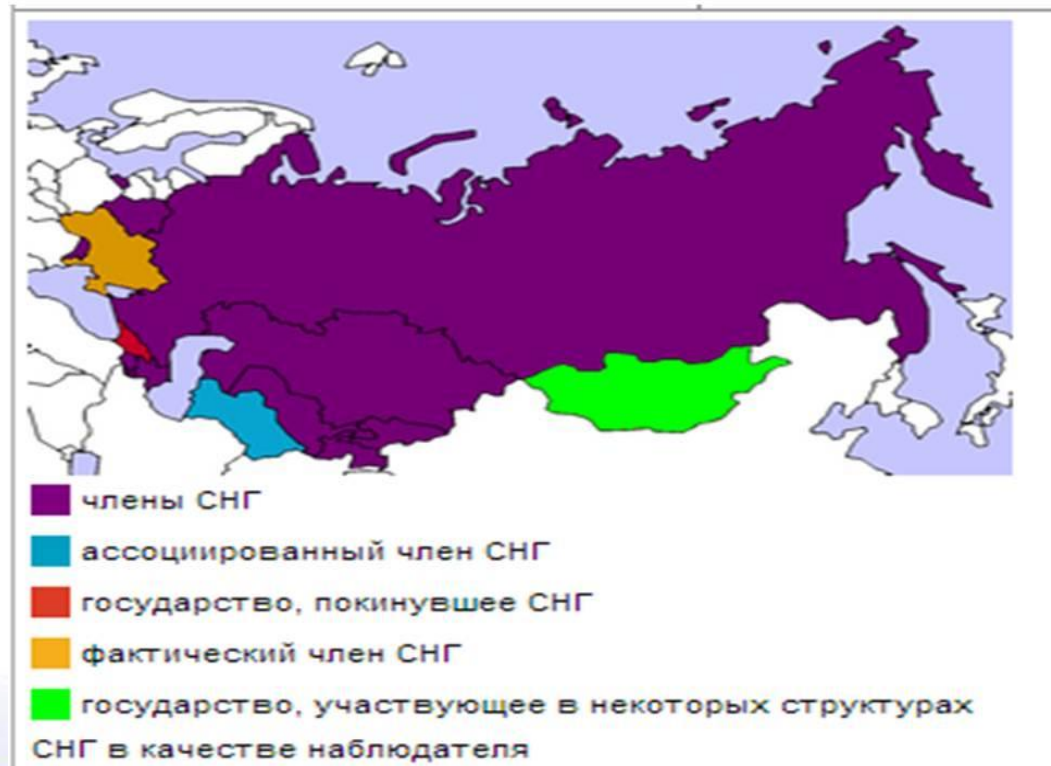 члены СНГ
ассоциированный член СНГ
государство, покинувшее СНГ
фактический член СНГ
государство, участвующее в некоторых структурах
СНГ в качестве наблюдателя